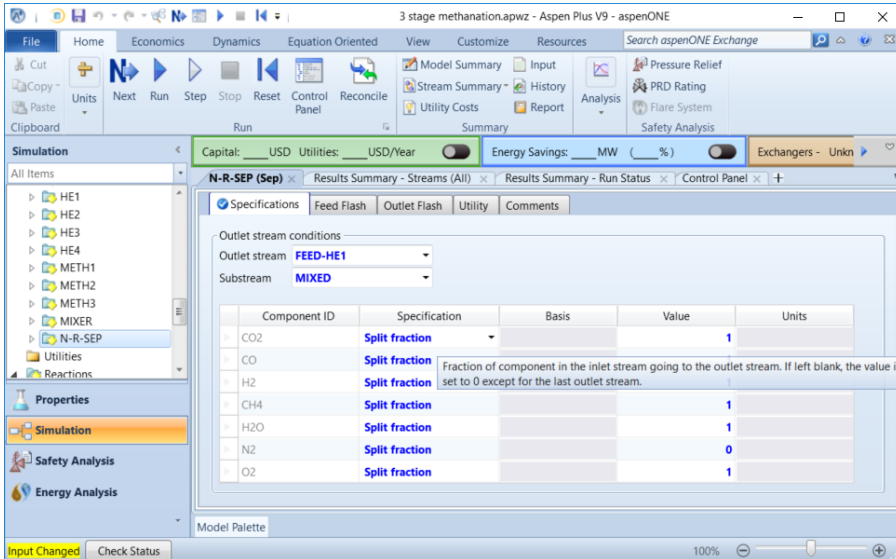 3 stage methanation.apwz - Aspen Plus V9 - aspenONE
File Home Economics Dynamics Equation Oriented View Customize Resources Search aspenONE Exchange
Cut
Copy
Paste
Clipboard
Units
Next Run Step Stop Reset Control Panel Reconcile
Run
Model Summary Input
Stream Summary History
Utility Costs Report
Summary
Analysis
Pressure Relief
PRD Rating
Flare System
Safety Analysis
Simulation
All Items
HE1
HE2
HE3
HE4
METH1
METH2
METH3
MIXER
N-R-SEP
Utilities
Reactions
Properties
Simulation
Safety Analysis
Energy Analysis
Capital: ____USD Utilities: ____USD/Year Energy Savings: ____MW (____%) Exchangers - Unkn
N-R-SEP (Sep) Results Summary - Streams (All) Results Summary - Run Status Control Panel +
Specifications Feed Flash Outlet Flash Utility Comments
Outlet stream conditions
Outlet stream FEED-HE1
Substream MIXED
Component ID Specification Basis Value Units
CO2 Split fraction 1
CO Split fraction
Fraction of component in the inlet stream going to the outlet stream. If left blank, the value i
set to 0 except for the last outlet stream.
H2 Split fraction
CH4 Split fraction 1
H2O Split fraction 1
N2 Split fraction 0
O2 Split fraction 1
Model Palette
Input Changed Check Status 100%